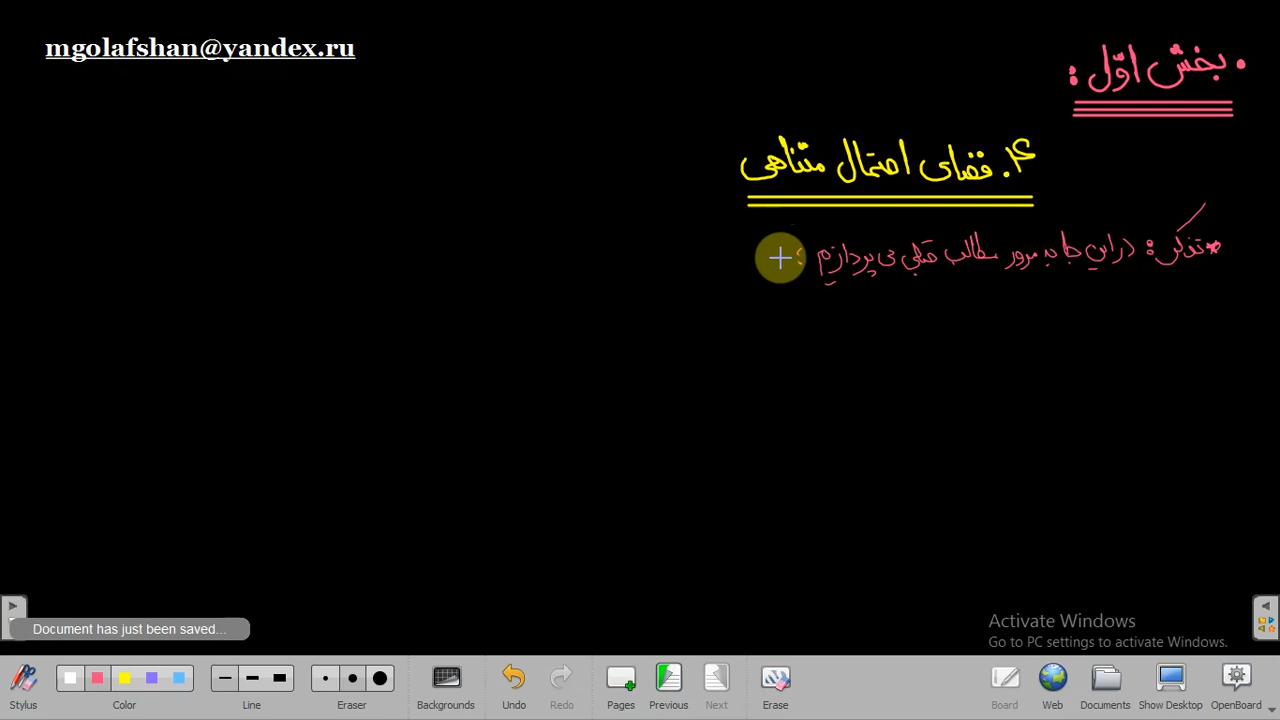 mgolafshan@yandex.ru
• بخش اوّل :
۴. فضای احتمال متناهی
* تذکر : در این جا به مرور مطالب قبلی می پردازیم :
Document has just been saved...
Activate Windows
Go to PC settings to activate Windows.
Stylus Color Line Eraser Backgrounds Undo Redo Pages Previous Next Erase Board Web Documents Show Desktop OpenBoard